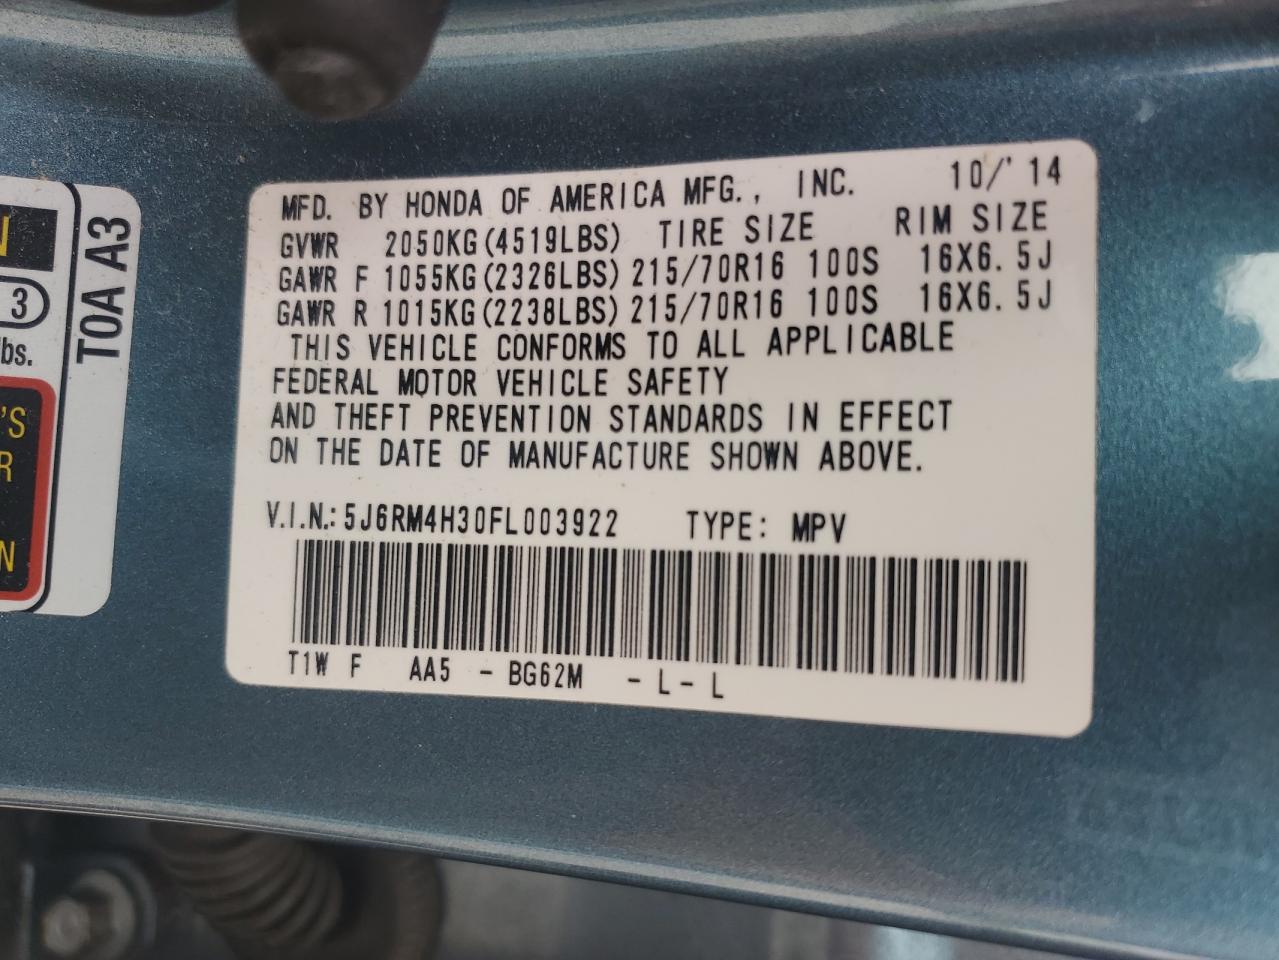 MFD. BY HONDA OF AMERICA MFG., INC. 10/'14
GVWR 2050KG(4519LBS) TIRE SIZE RIM SIZE
GAWR F 1055KG(2326LBS) 215/70R16 100S 16X6.5J
GAWR R 1015KG(2238LBS) 215/70R16 100S 16X6.5J
THIS VEHICLE CONFORMS TO ALL APPLICABLE
FEDERAL MOTOR VEHICLE SAFETY
AND THEFT PREVENTION STANDARDS IN EFFECT
ON THE DATE OF MANUFACTURE SHOWN ABOVE.
V.I.N.: 5J6RM4H30FL003922 TYPE: MPV
T1W F AA5 - BG62M - L - L
T0A A3
3
bs.
'S
R
N